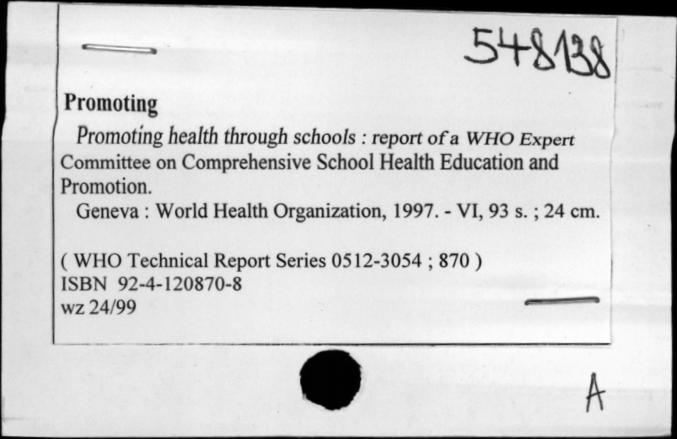 548138
Promoting
Promoting health through schools : report of a WHO Expert
Committee on Comprehensive School Health Education and
Promotion.
Geneva : World Health Organization, 1997. - VI, 93 s. ; 24 cm.
( WHO Technical Report Series 0512-3054 ; 870 )
ISBN 92-4-120870-8
wz 24/99
A